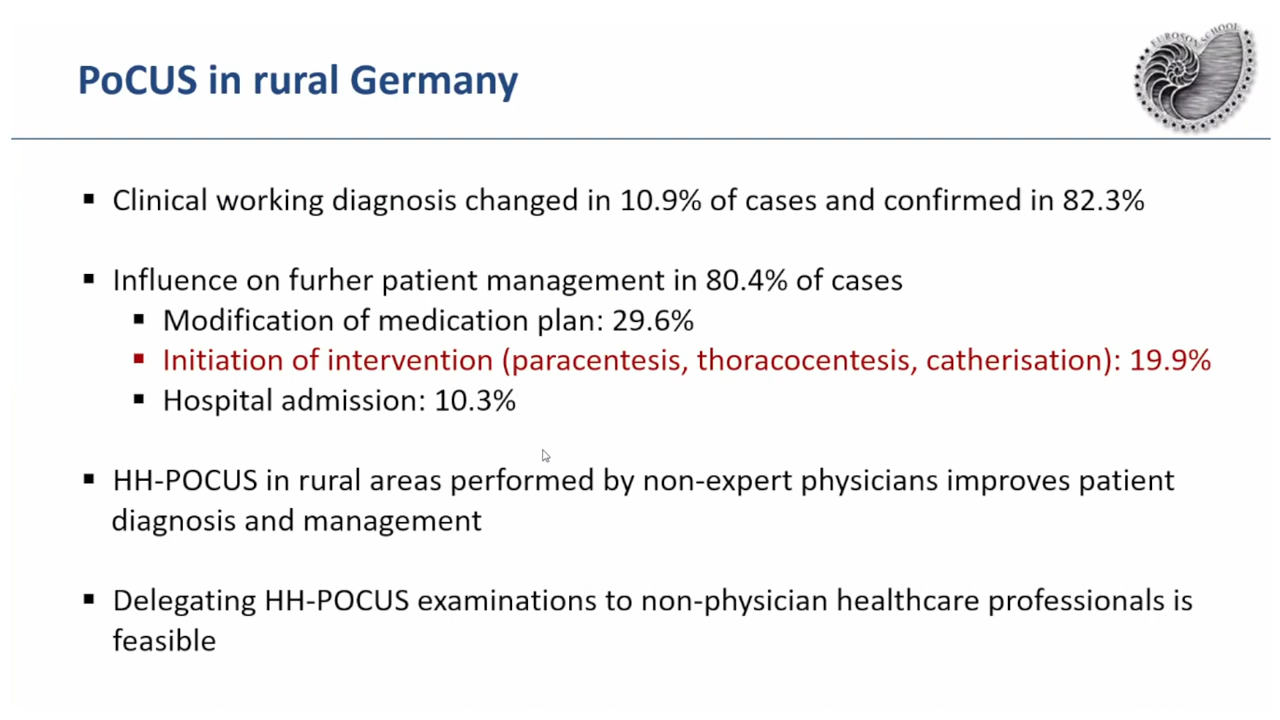 PoCUS in rural Germany
EUROSON SCHOOL
▪ Clinical working diagnosis changed in 10.9% of cases and confirmed in 82.3%
▪ Influence on furher patient management in 80.4% of cases
▪ Modification of medication plan: 29.6%
▪ Initiation of intervention (paracentesis, thoracocentesis, catherisation): 19.9%
▪ Hospital admission: 10.3%
▪ HH-POCUS in rural areas performed by non-expert physicians improves patient
diagnosis and management
▪ Delegating HH-POCUS examinations to non-physician healthcare professionals is
feasible